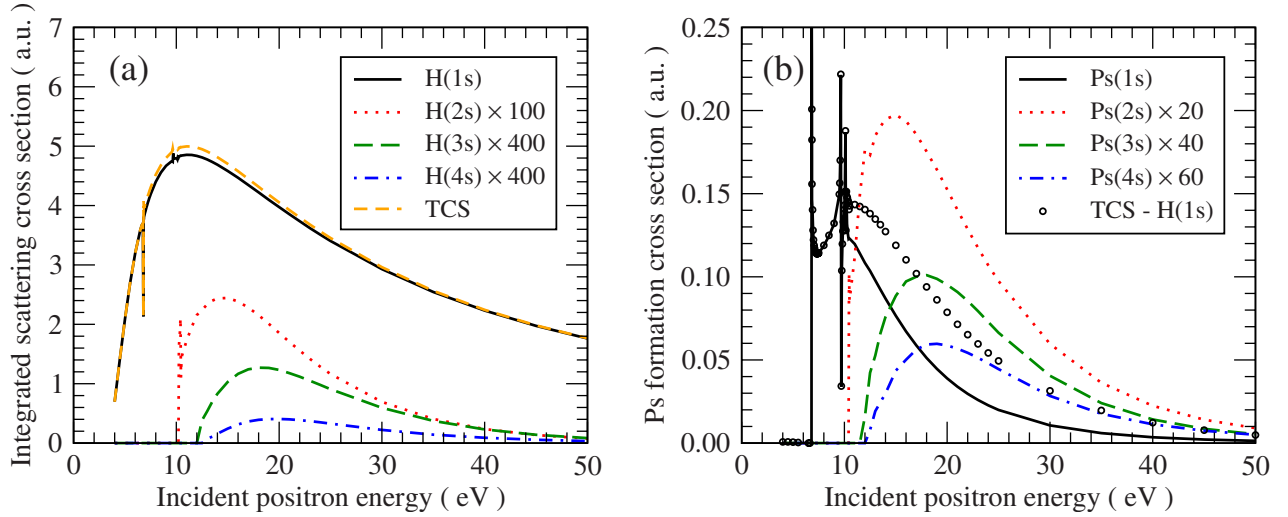 (a)
Integrated scattering cross section ( a.u. )
7
6
5
4
3
2
1
0
H(1s)
H(2s) × 100
H(3s) × 400
H(4s) × 400
TCS
0 10 20 30 40 50
Incident positron energy ( eV )
(b)
Ps formation cross section ( a.u. )
0.25
0.20
0.15
0.10
0.05
0.00
Ps(1s)
Ps(2s) × 20
Ps(3s) × 40
Ps(4s) × 60
TCS - H(1s)
0 10 20 30 40 50
Incident positron energy ( eV )